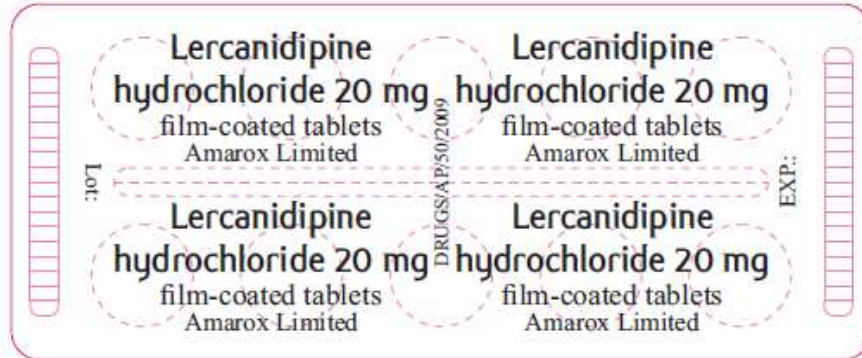 Lercanidipine
hydrochloride 20 mg
film-coated tablets
Amarox Limited
Lercanidipine
hydrochloride 20 mg
film-coated tablets
Amarox Limited
DRUGS/AP/50/2009
Lot:
EXP.:
Lercanidipine
hydrochloride 20 mg
film-coated tablets
Amarox Limited
Lercanidipine
hydrochloride 20 mg
film-coated tablets
Amarox Limited